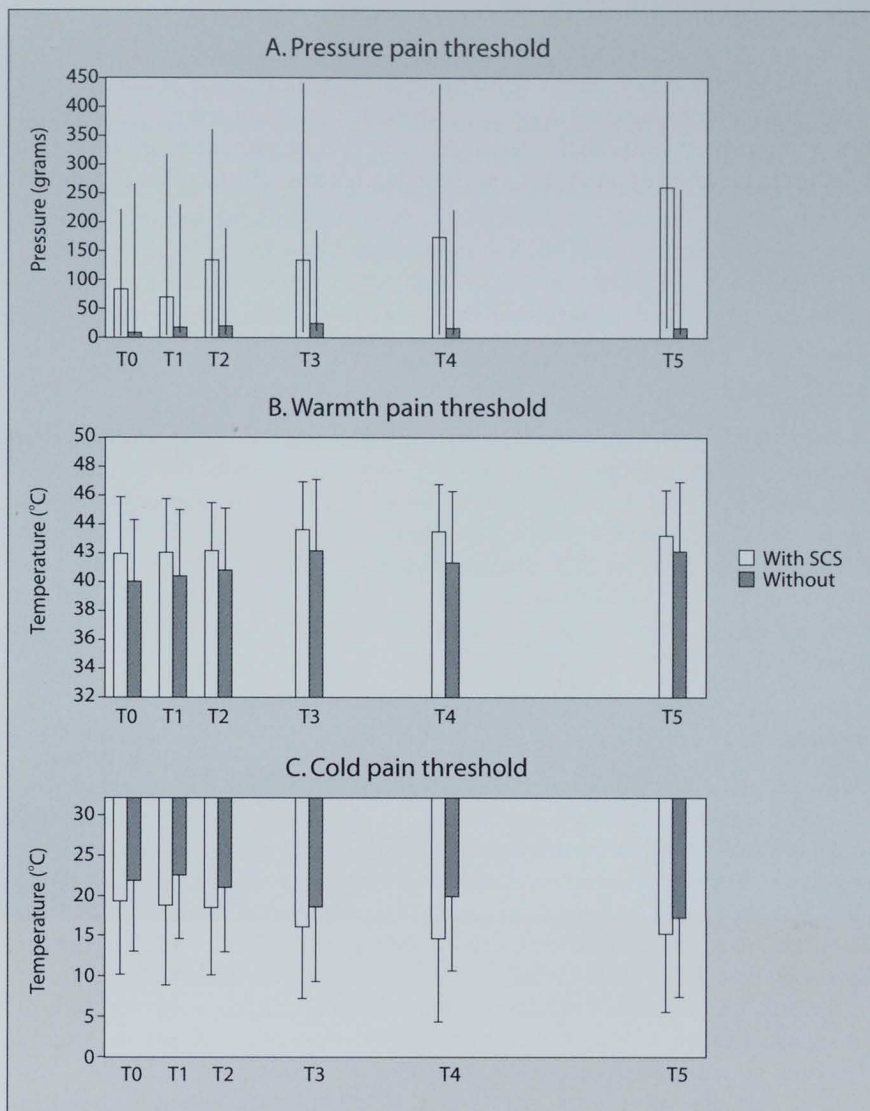 A. Pressure pain threshold
Pressure (grams)
450
400
350
300
250
200
150
100
50
0
T0 T1 T2 T3 T4 T5
B. Warmth pain threshold
Temperature (°C)
50
48
46
44
43
40
38
36
34
32
T0 T1 T2 T3 T4 T5
With SCS
Without
C. Cold pain threshold
Temperature (°C)
30
25
20
15
10
5
0
T0 T1 T2 T3 T4 T5